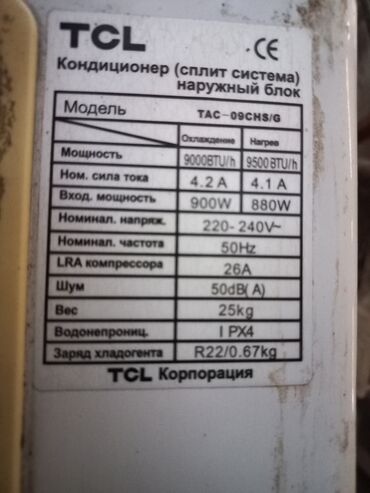 TCL CE
Кондиционер (сплит система)
наружный блок
Модель TAC-09CHS/G
Охлаждение Нагрев
Мощность 9000BTU/h 9500BTU/h
Ном. сила тока 4.2 A 4.1 A
Вход. мощность 900W 880W
Номинал. напряж. 220-240V~
Номинал. частота 50Hz
LRA компрессора 26A
Шум 50dB( A)
Вес 25kg
Водонепрониц. I PX4
Заряд хладогента R22/0.67kg
TCL Корпорация